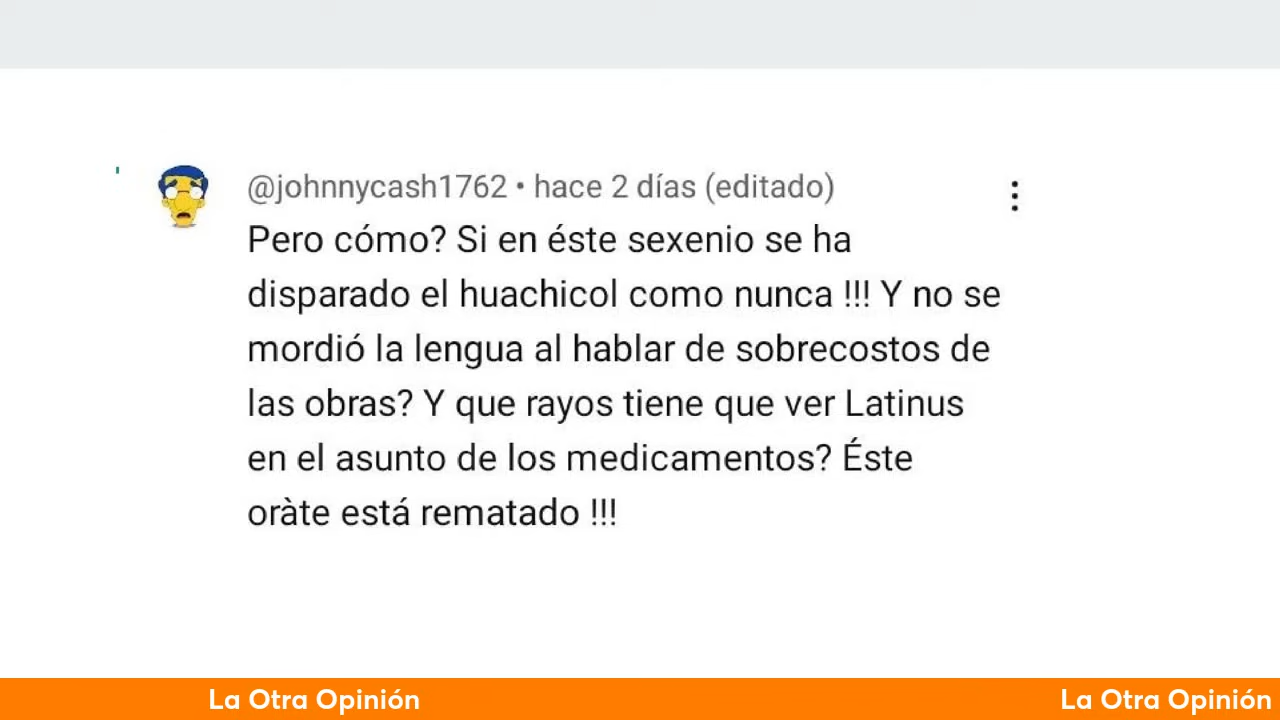 @johnnycash1762 • hace 2 días (editado)
Pero cómo? Si en éste sexenio se ha
disparado el huachicol como nunca !!! Y no se
mordió la lengua al hablar de sobrecostos de
las obras? Y que rayos tiene que ver Latinus
en el asunto de los medicamentos? Éste
oràte está rematado !!!
La Otra Opinión La Otra Opinión